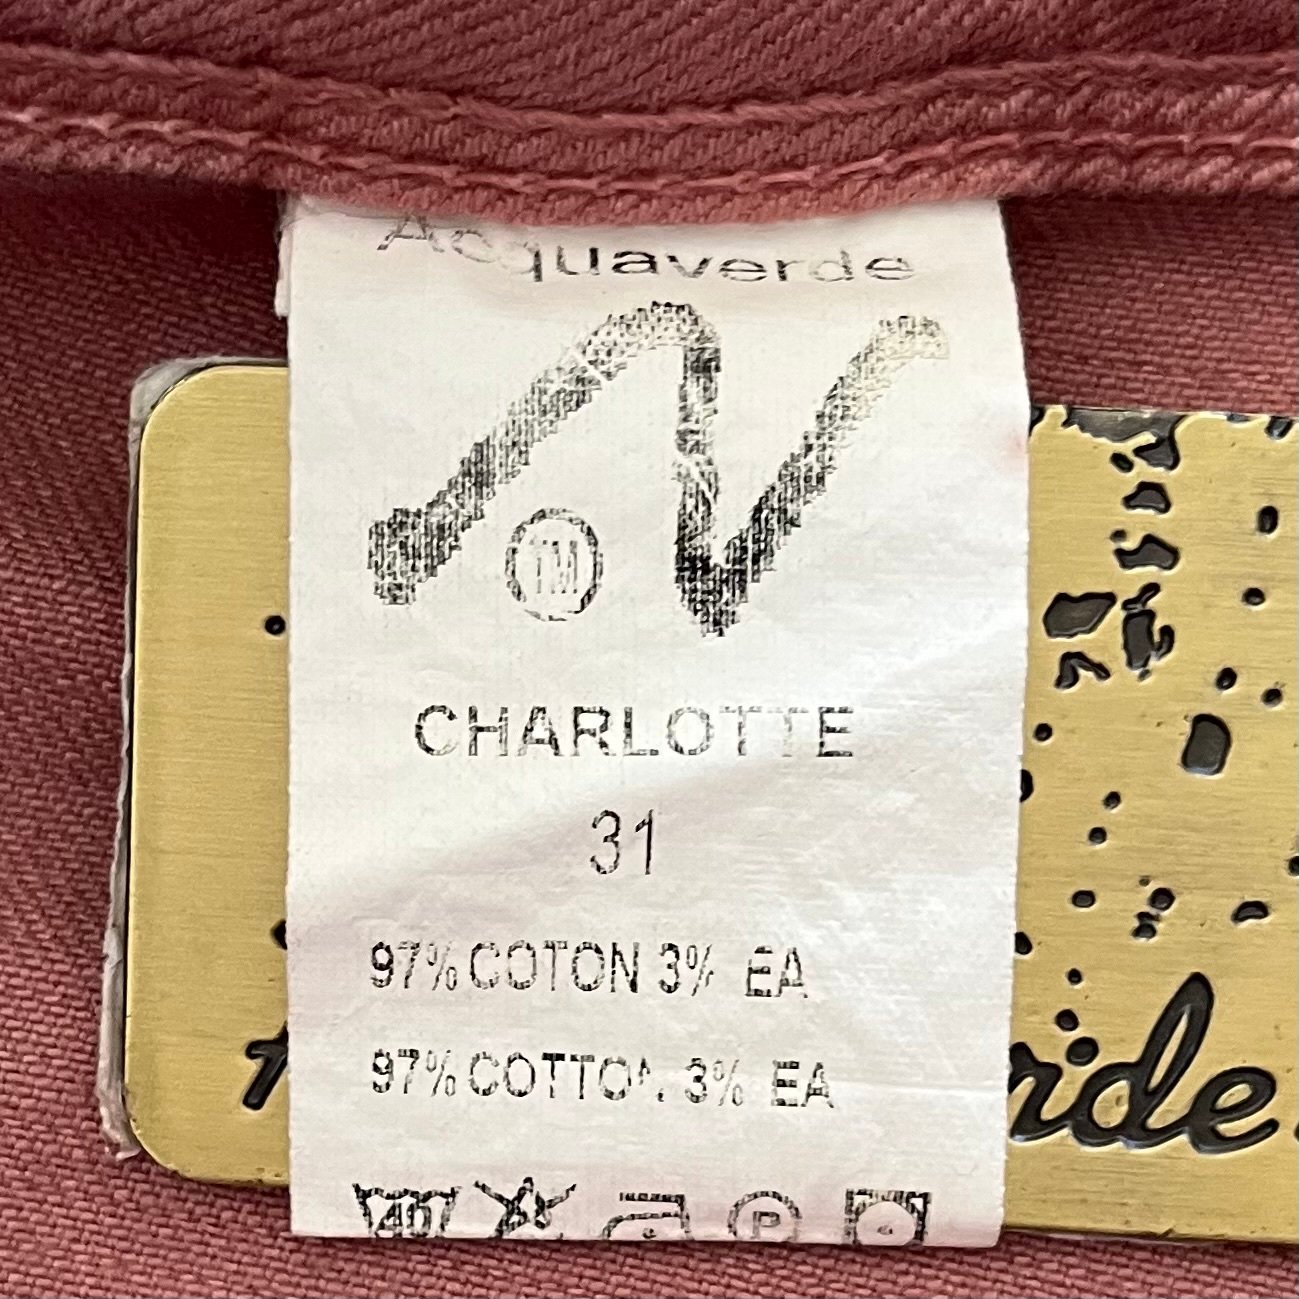 Acquaverde
TM
CHARLOTTE
31
97% COTON 3% EA
97% COTTON 3% EA
40
P